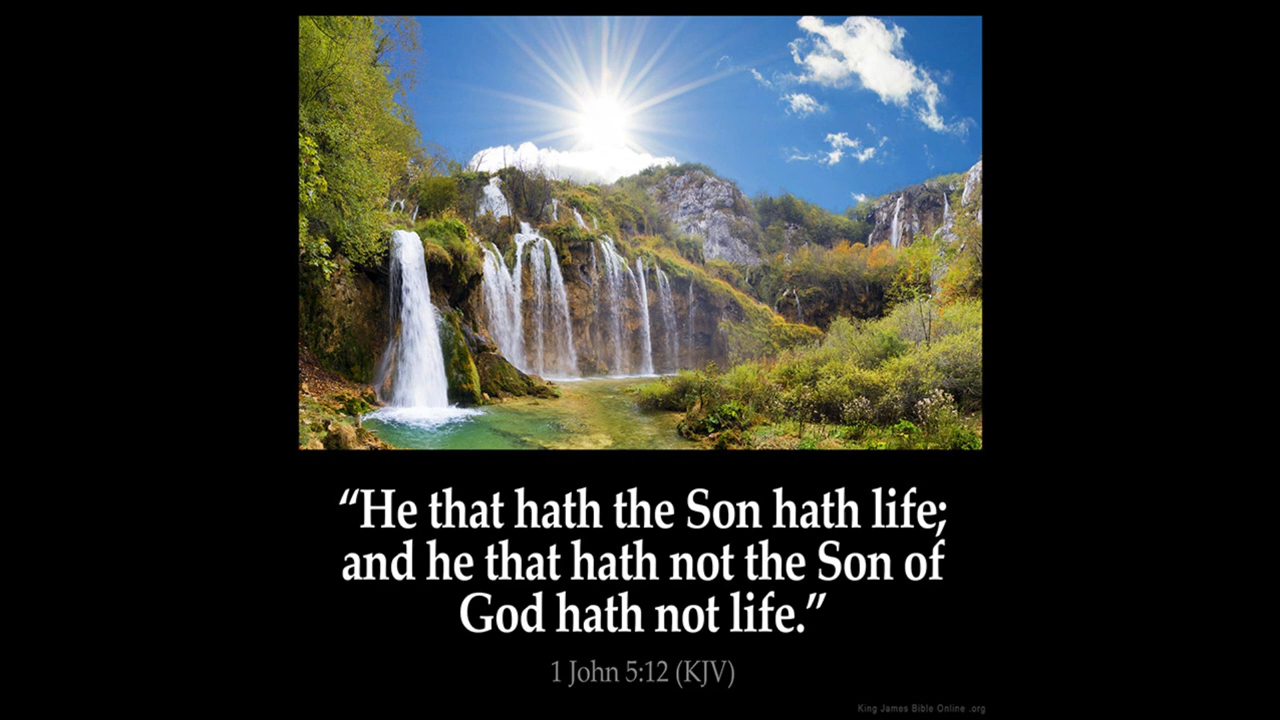 “He that hath the Son hath life;
and he that hath not the Son of
God hath not life.”
1 John 5:12 (KJV)
King James Bible Online .org